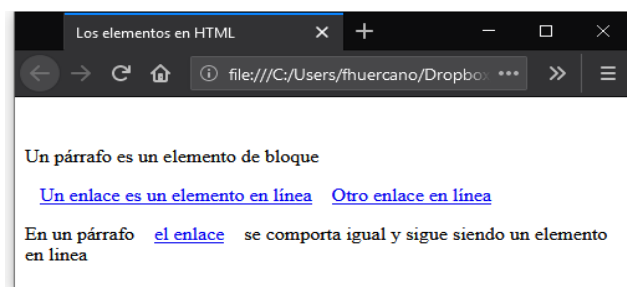 Los elementos en HTML
file:///C:/Users/fhuercano/Dropbox
Un párrafo es un elemento de bloque
Un enlace es un elemento en línea Otro enlace en línea
En un párrafo el enlace se comporta igual y sigue siendo un elemento
en linea